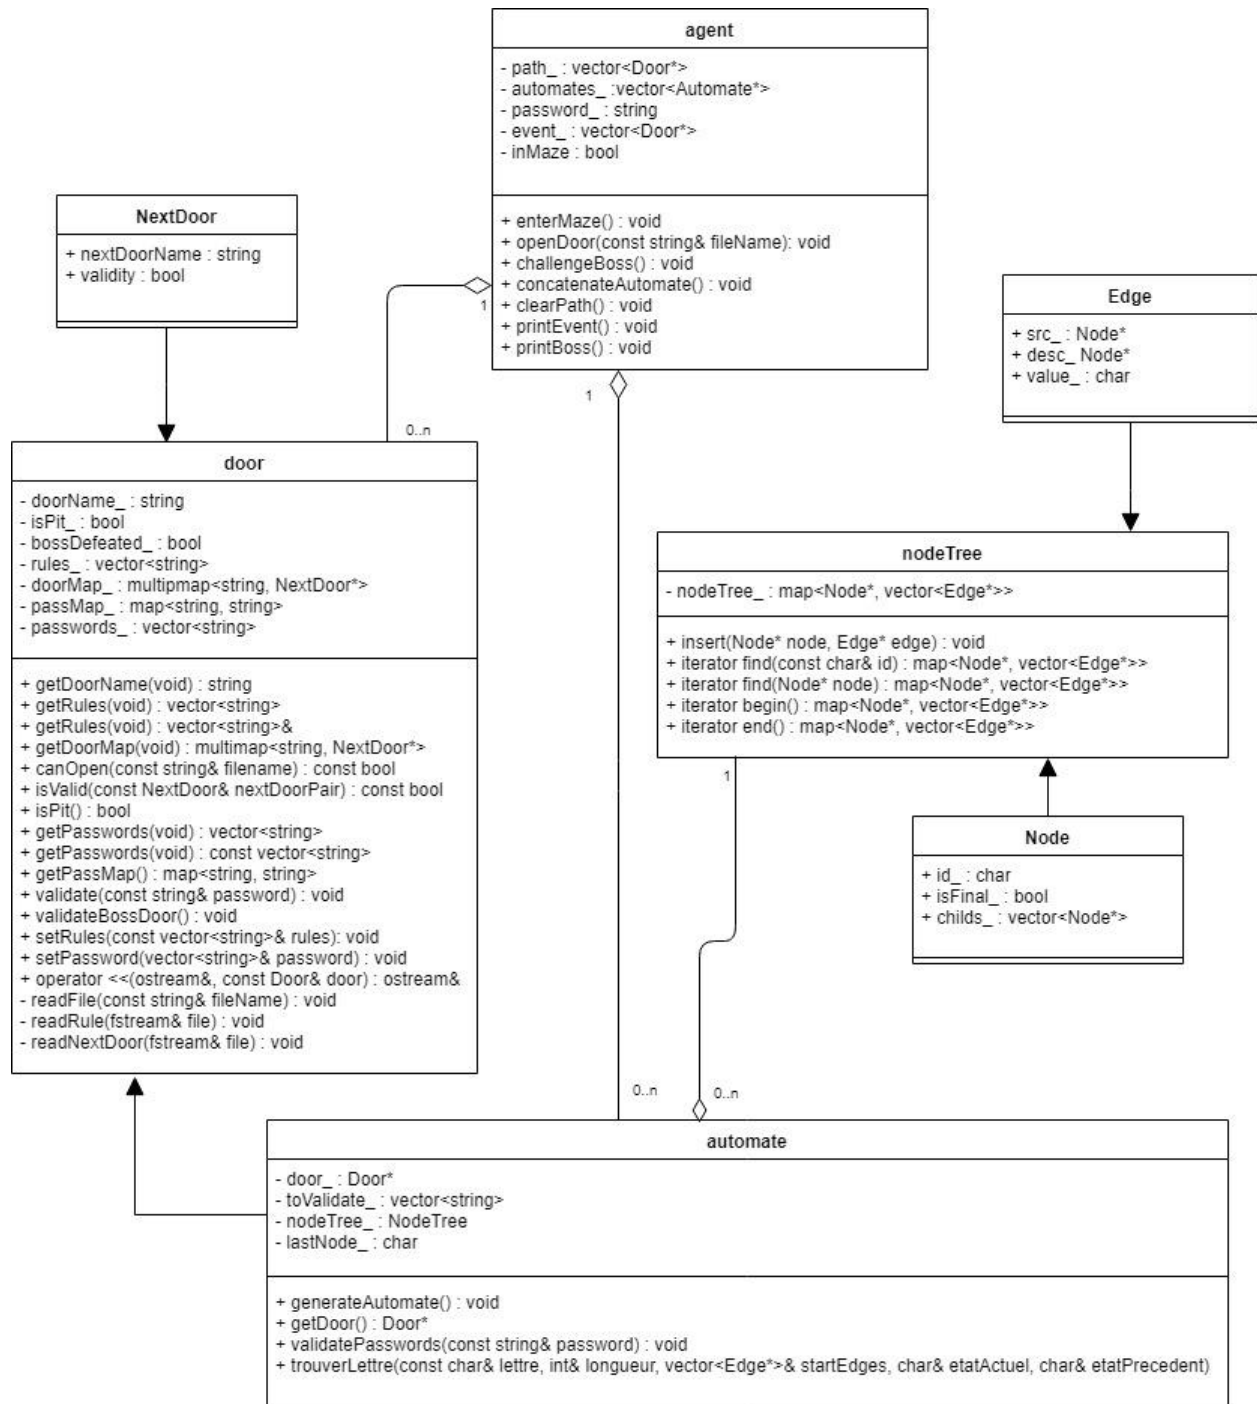 agent
- path_ : vector<Door*>
- automates_ :vector<Automate*>
- password_ : string
- event_ : vector<Door*>
- inMaze : bool
+ enterMaze() : void
+ openDoor(const string& fileName): void
+ challengeBoss() : void
+ concatenateAutomate() : void
+ clearPath() : void
+ printEvent() : void
+ printBoss() : void
NextDoor
+ nextDoorName : string
+ validity : bool
1
1
0..n
Edge
+ src_ : Node*
+ desc_ Node*
+ value_ : char
door
- doorName_ : string
- isPit_ : bool
- bossDefeated_ : bool
- rules_ : vector<string>
- doorMap_ : multipmap<string, NextDoor*>
- passMap_ : map<string, string>
- passwords_ : vector<string>
+ getDoorName(void) : string
+ getRules(void) : vector<string>
+ getRules(void) : vector<string>&
+ getDoorMap(void) : multimap<string, NextDoor*>
+ canOpen(const string& filename) : const bool
+ isValid(const NextDoor& nextDoorPair) : const bool
+ isPit() : bool
+ getPasswords(void) : vector<string>
+ getPasswords(void) : const vector<string>
+ getPassMap() : map<string, string>
+ validate(const string& password) : void
+ validateBossDoor() : void
+ setRules(const vector<string>& rules): void
+ setPassword(vector<string>& password) : void
+ operator <<(ostream&, const Door& door) : ostream&
- readFile(const string& fileName) : void
- readRule(fstream& file) : void
- readNextDoor(fstream& file) : void
nodeTree
- nodeTree_ : map<Node*, vector<Edge*>>
+ insert(Node* node, Edge* edge) : void
+ iterator find(const char& id) : map<Node*, vector<Edge*>>
+ iterator find(Node* node) : map<Node*, vector<Edge*>>
+ iterator begin() : map<Node*, vector<Edge*>>
+ iterator end() : map<Node*, vector<Edge*>>
1
Node
+ id_ : char
+ isFinal_ : bool
+ childs_ : vector<Node*>
0..n
0..n
automate
- door_ : Door*
- toValidate_ : vector<string>
- nodeTree_ : NodeTree
- lastNode_ : char
+ generateAutomate() : void
+ getDoor() : Door*
+ validatePasswords(const string& password) : void
+ trouverLettre(const char& lettre, int& longueur, vector<Edge*>& startEdges, char& etatActuel, char& etatPrecedent)